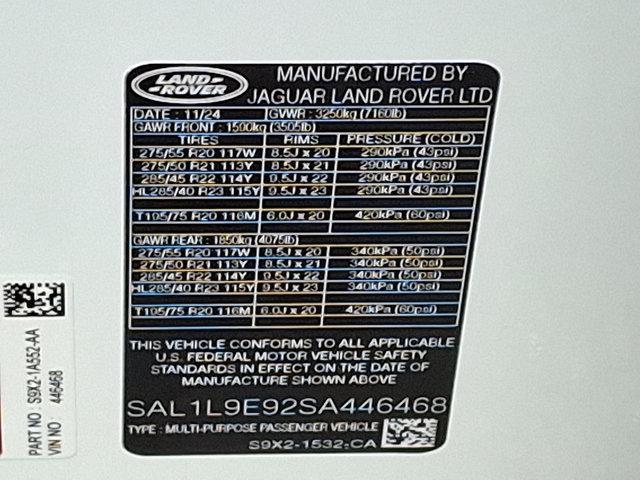 LAND-
-ROVER
MANUFACTURED BY
JAGUAR LAND ROVER LTD
DATE : 11/24 GVWR : 3250kg (7160lb)
GAWR FRONT : 1590kg (3505lb)
TIRES RIMS PRESSURE (COLD)
275/55 R20 117W 8.5J x 20 290kPa (43psi)
275/50 R21 113Y 8.5J x 21 290kPa (43psi)
285/45 R22 114Y 9.5J x 22 290kPa (43psi)
HL285/40 R23 115Y 9.5J x 23 290kPa (43psi)
T195/75 R20 116M 6.0J x 20 420kPa (60psi)
GAWR REAR : 1850kg (4075lb)
275/55 R20 117W 8.5J x 20 340kPa (50psi)
275/50 R21 113Y 8.5J x 21 340kPa (50psi)
285/45 R22 114Y 9.5J x 22 340kPa (50psi)
HL285/40 R23 115Y 9.5J x 23 340kPa (50psi)
T195/75 R20 116M 6.0J x 20 420kPa (60psi)
THIS VEHICLE CONFORMS TO ALL APPLICABLE
U.S. FEDERAL MOTOR VEHICLE SAFETY
STANDARDS IN EFFECT ON THE DATE OF
MANUFACTURE SHOWN ABOVE
SAL1L9E92SA446468
TYPE : MULTI-PURPOSE PASSENGER VEHICLE
S9X2-1532-CA
PART NO : S9X2-1A552-AA
VIN NO : 446468